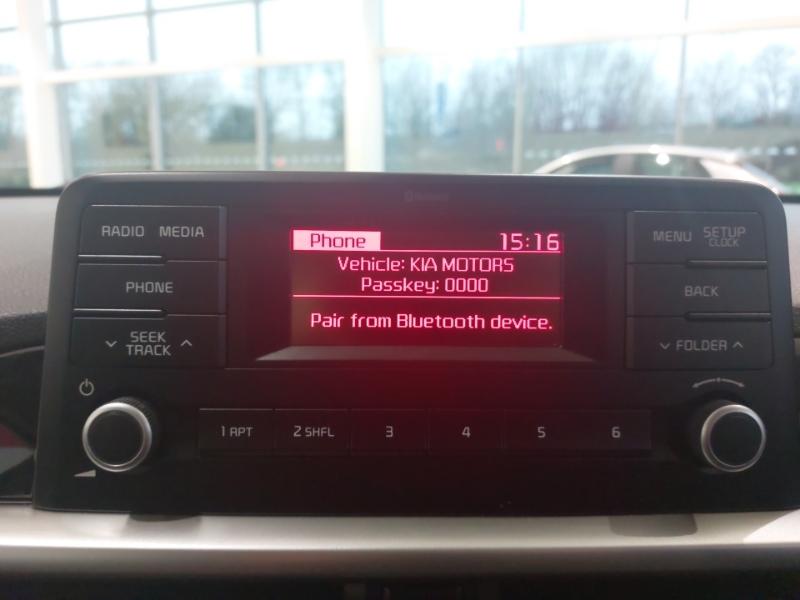 RADIO MEDIA
PHONE
SEEK
TRACK
Phone 15:16
Vehicle: KIA MOTORS
Passkey: 0000
Pair from Bluetooth device.
MENU SETUP
CLOCK
BACK
FOLDER
1 RPT 2 SHFL 3 4 5 6